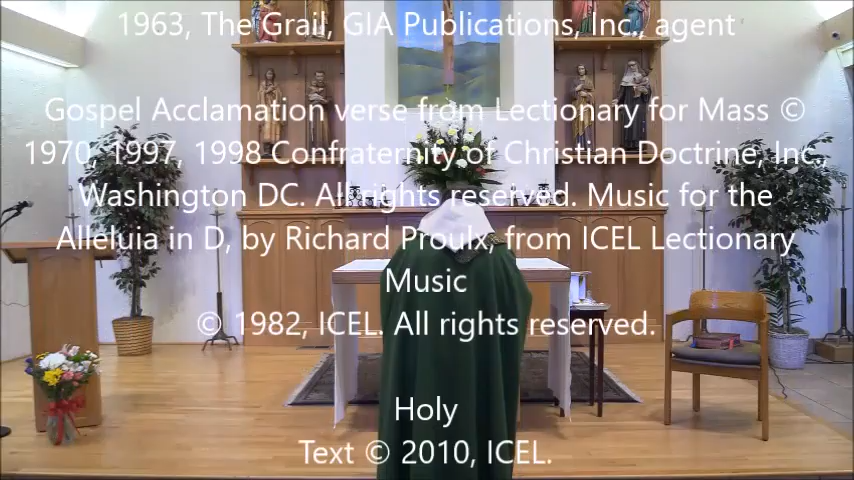 1963, The Grail, GIA Publications, Inc., agent
Gospel Acclamation verse from Lectionary for Mass ©
1970, 1997, 1998 Confraternity of Christian Doctrine, Inc.,
Washington DC. All rights reserved. Music for the
Alleluia in D, by Richard Proulx, from ICEL Lectionary
Music
© 1982, ICEL. All rights reserved.
Holy
Text © 2010, ICEL.